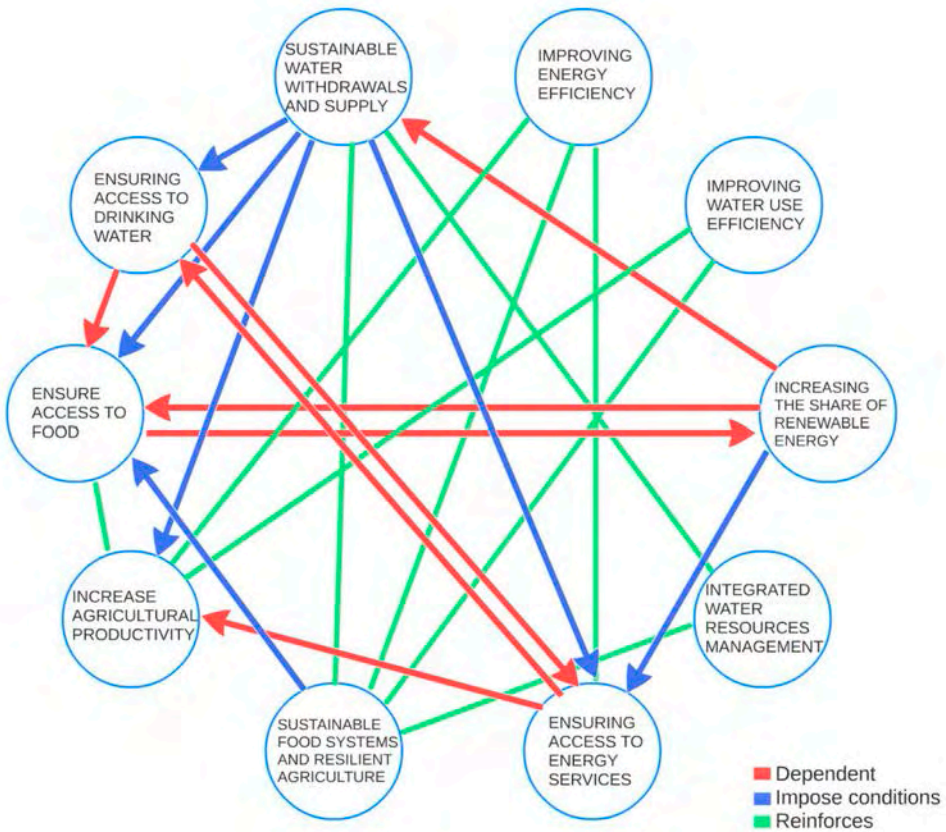 SUSTAINABLE
WATER
WITHDRAWALS
AND SUPPLY
IMPROVING
ENERGY
EFFICIENCY
ENSURING
ACCESS TO
DRINKING
WATER
IMPROVING
WATER USE
EFFICIENCY
ENSURE
ACCESS TO
FOOD
INCREASING
THE SHARE OF
RENEWABLE
ENERGY
INCREASE
AGRICULTURAL
PRODUCTIVITY
INTEGRATED
WATER
RESOURCES
MANAGEMENT
SUSTAINABLE
FOOD SYSTEMS
AND RESILIENT
AGRICULTURE
ENSURING
ACCESS TO
ENERGY
SERVICES
Dependent
Impose conditions
Reinforces